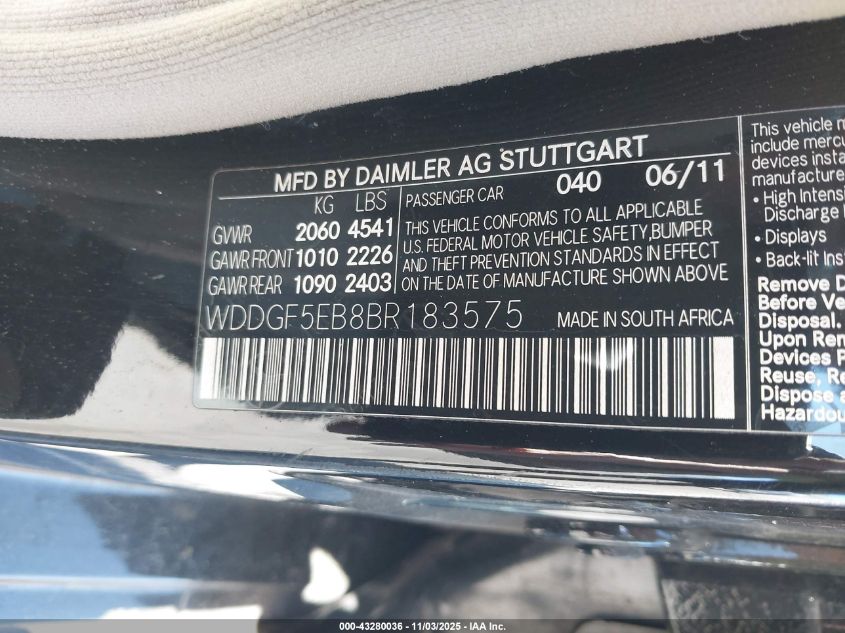 MFD BY DAIMLER AG STUTTGART
KG LBS
GVWR 2060 4541
GAWR FRONT 1010 2226
GAWR REAR 1090 2403
PASSENGER CAR 040 06/11
THIS VEHICLE CONFORMS TO ALL APPLICABLE
U.S. FEDERAL MOTOR VEHICLE SAFETY,BUMPER
AND THEFT PREVENTION STANDARDS IN EFFECT
ON THE DATE OF MANUFACTURE SHOWN ABOVE
WDDGF5EB8BR183575 MADE IN SOUTH AFRICA
This vehicle
include
devices
• High
Discharge
• Displays
• Back-lit
Remove
Before
Disposal.
Upon Removal
Devices
Reuse,
Dispose
000-43280036 - 11/03/2025 - IAA Inc.